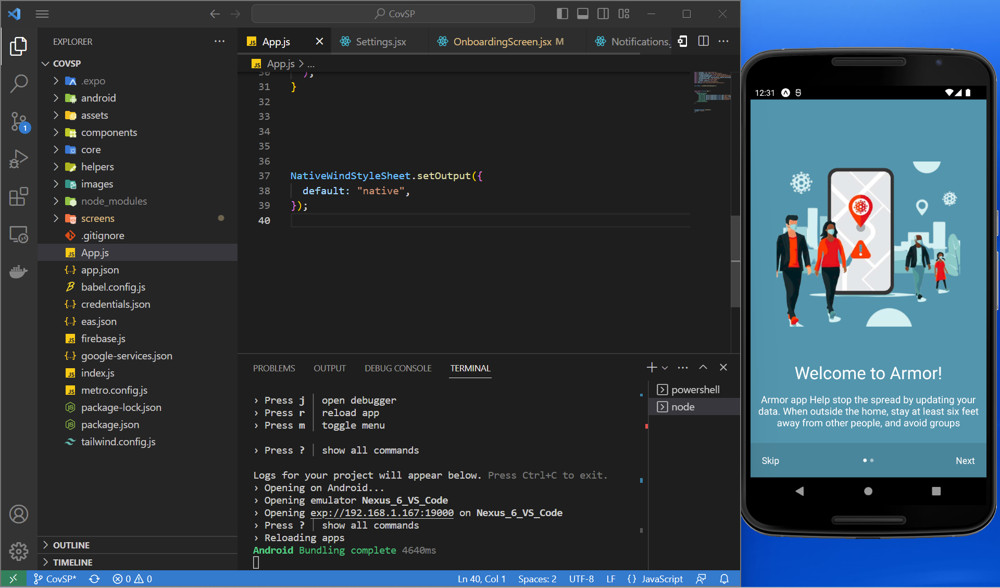 CovSP
EXPLORER
COVSP
.expo
android
assets
components
core
helpers
images
node_modules
screens
.gitignore
App.js
app.json
babel.config.js
credentials.json
eas.json
firebase.js
google-services.json
index.js
metro.config.js
package-lock.json
package.json
tailwind.config.js
OUTLINE
TIMELINE
1
JS App.js
Settings.jsx
OnboardingScreen.jsx M
Notifications.j
JS App.js > ...
30 );
31 }
32
33
34
35
36
37 NativeWindStyleSheet.setOutput({
38 default: "native",
39 });
40
PROBLEMS OUTPUT DEBUG CONSOLE TERMINAL
› Press j │ open debugger
› Press r │ reload app
› Press m │ toggle menu
› Press ? │ show all commands
Logs for your project will appear below. Press Ctrl+C to exit.
› Opening on Android...
› Opening emulator Nexus_6_VS_Code
› Opening exp://192.168.1.167:19000 on Nexus_6_VS_Code
› Press ? │ show all commands
› Reloading apps
Android Bundling complete 4640ms
powershell
node
CovSP* 0 0 Ln 40, Col 1 Spaces: 2 UTF-8 LF {} JavaScript
12:31
Welcome to Armor!
Armor app Help stop the spread by updating your
data. When outside the home, stay at least six feet
away from other people, and avoid groups
Skip
Next